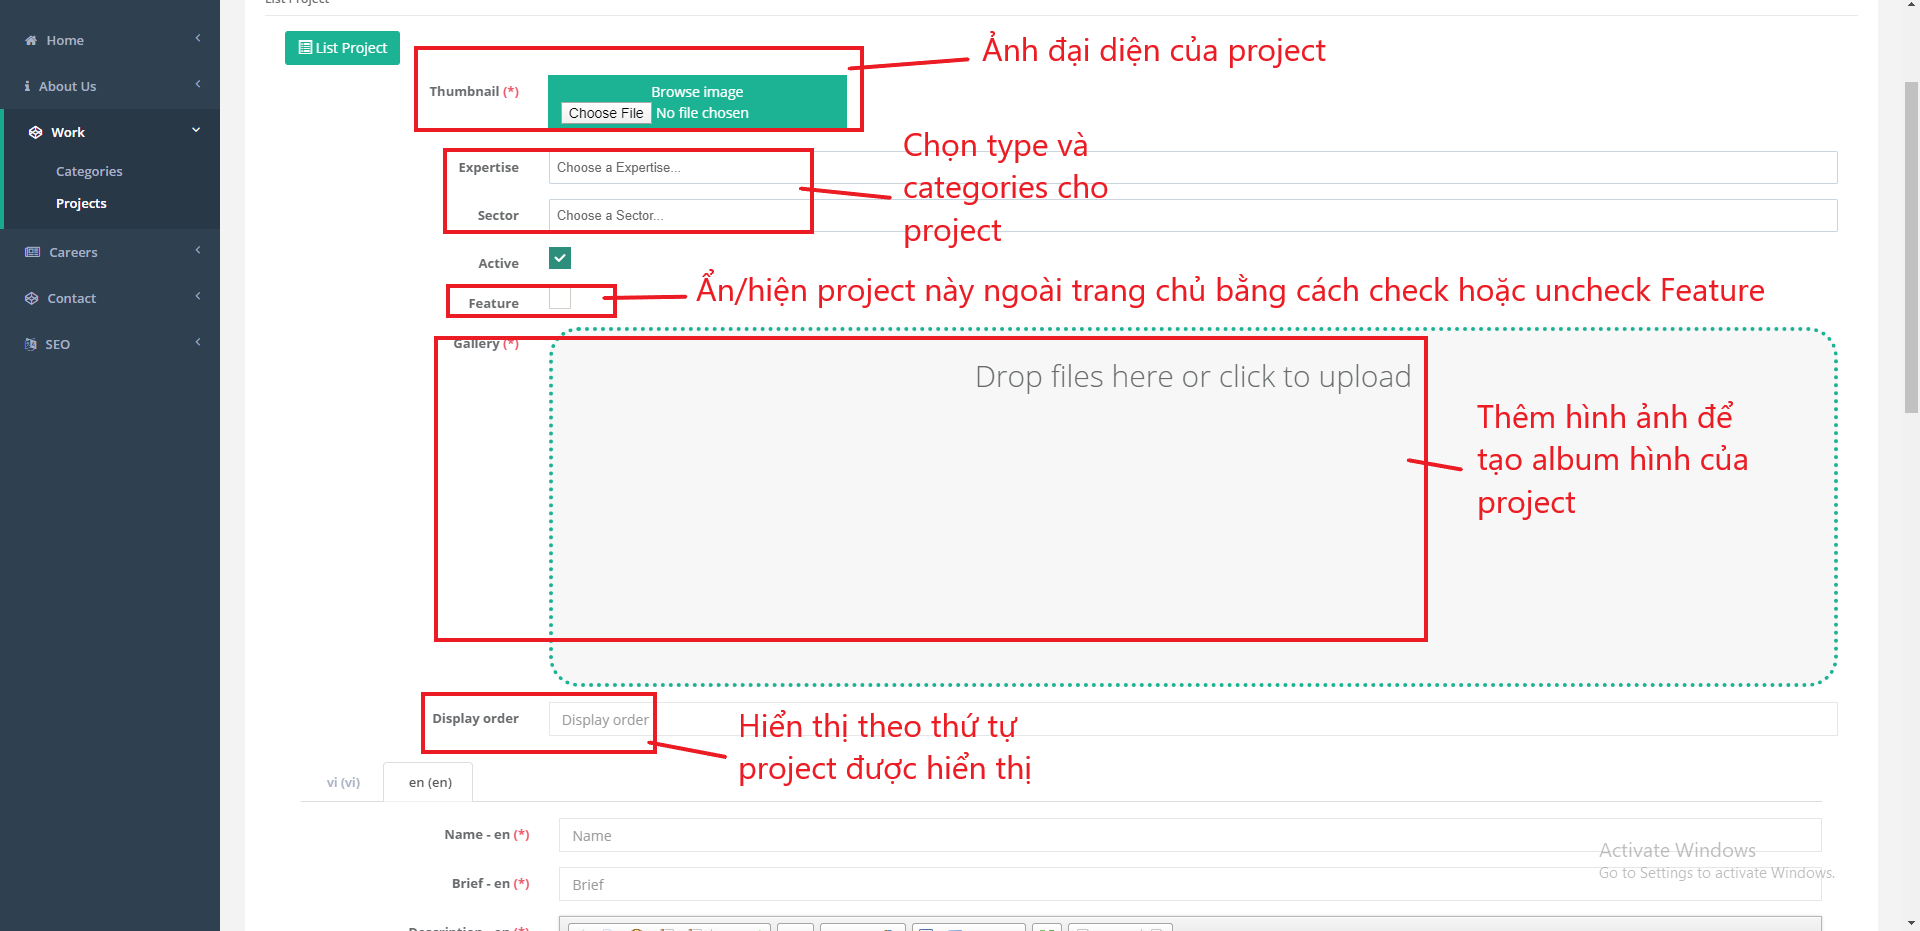 List Project
Home
About Us
Work
Categories
Projects
Careers
Contact
SEO
List Project
Thumbnail (*)
Browse image
Choose File No file chosen
Ảnh đại diện của project
Expertise
Choose a Expertise...
Sector
Choose a Sector...
Chọn type và
categories cho
project
Active
Feature
Ẩn/hiện project này ngoài trang chủ bằng cách check hoặc uncheck Feature
Gallery (*)
Drop files here or click to upload
Thêm hình ảnh để
tạo album hình của
project
Display order
Display order
Hiển thị theo thứ tự
project được hiển thị
vi (vi)
en (en)
Name - en (*)
Name
Brief - en (*)
Brief
Activate Windows
Go to Settings to activate Windows.
Description - en (*)